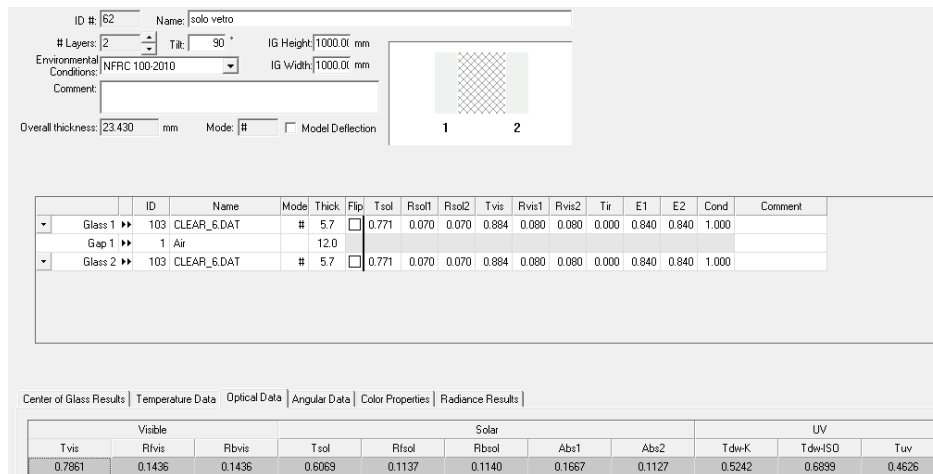 ID #: 62 Name: solo vetro
# Layers: 2 Tilt: 90 ° IG Height: 1000.00 mm
Environmental Conditions: NFRC 100-2010 IG Width: 1000.00 mm
Comment:
Overall thickness: 23.430 mm Mode: # Model Deflection
1 2
ID Name Mode Thick Flip Tsol Rsol1 Rsol2 Tvis Rvis1 Rvis2 Tir E1 E2 Cond Comment
Glass 1 103 CLEAR_6.DAT # 5.7 0.771 0.070 0.070 0.884 0.080 0.080 0.000 0.840 0.840 1.000
Gap 1 1 Air 12.0
Glass 2 103 CLEAR_6.DAT # 5.7 0.771 0.070 0.070 0.884 0.080 0.080 0.000 0.840 0.840 1.000
Center of Glass Results Temperature Data Optical Data Angular Data Color Properties Radiance Results
Visible Solar UV
Tvis Rfvis Rbvis Tsol Rfsol Rbsol Abs1 Abs2 Tdw-K Tdw-ISO Tuv
0.7861 0.1436 0.1436 0.6069 0.1137 0.1140 0.1667 0.1127 0.5242 0.6899 0.4626